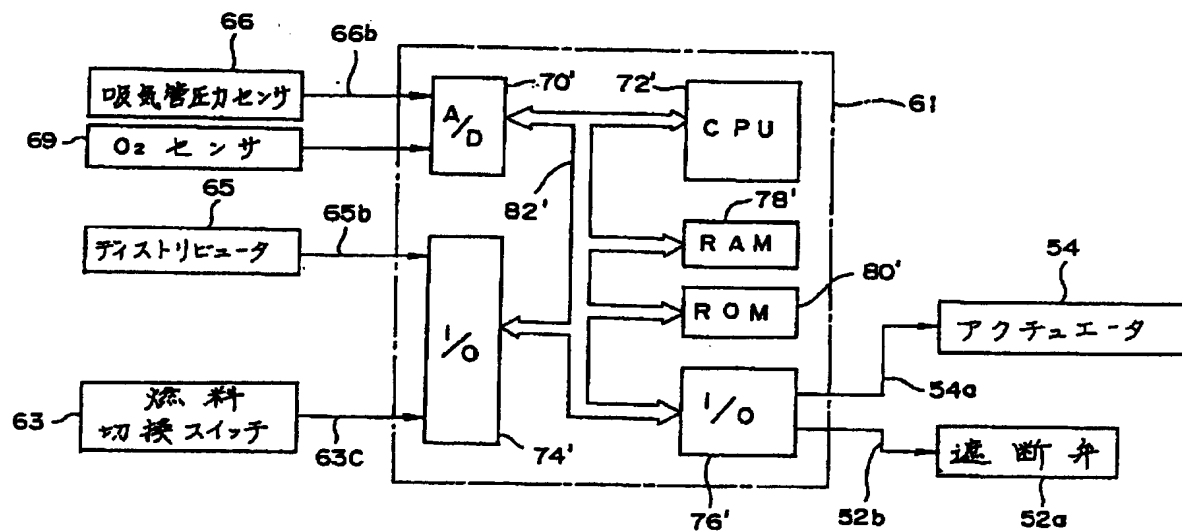 66
66b
吸気管圧力センサ
69
O2 センサ
65
65b
ディストリビュータ
燃料
切換スイッチ
63
63C
70'
A/D
72'
CPU
61
82'
78'
RAM
80'
ROM
I/O
74'
I/O
76'
54
アクチュエータ
54a
遮断弁
52b
52a